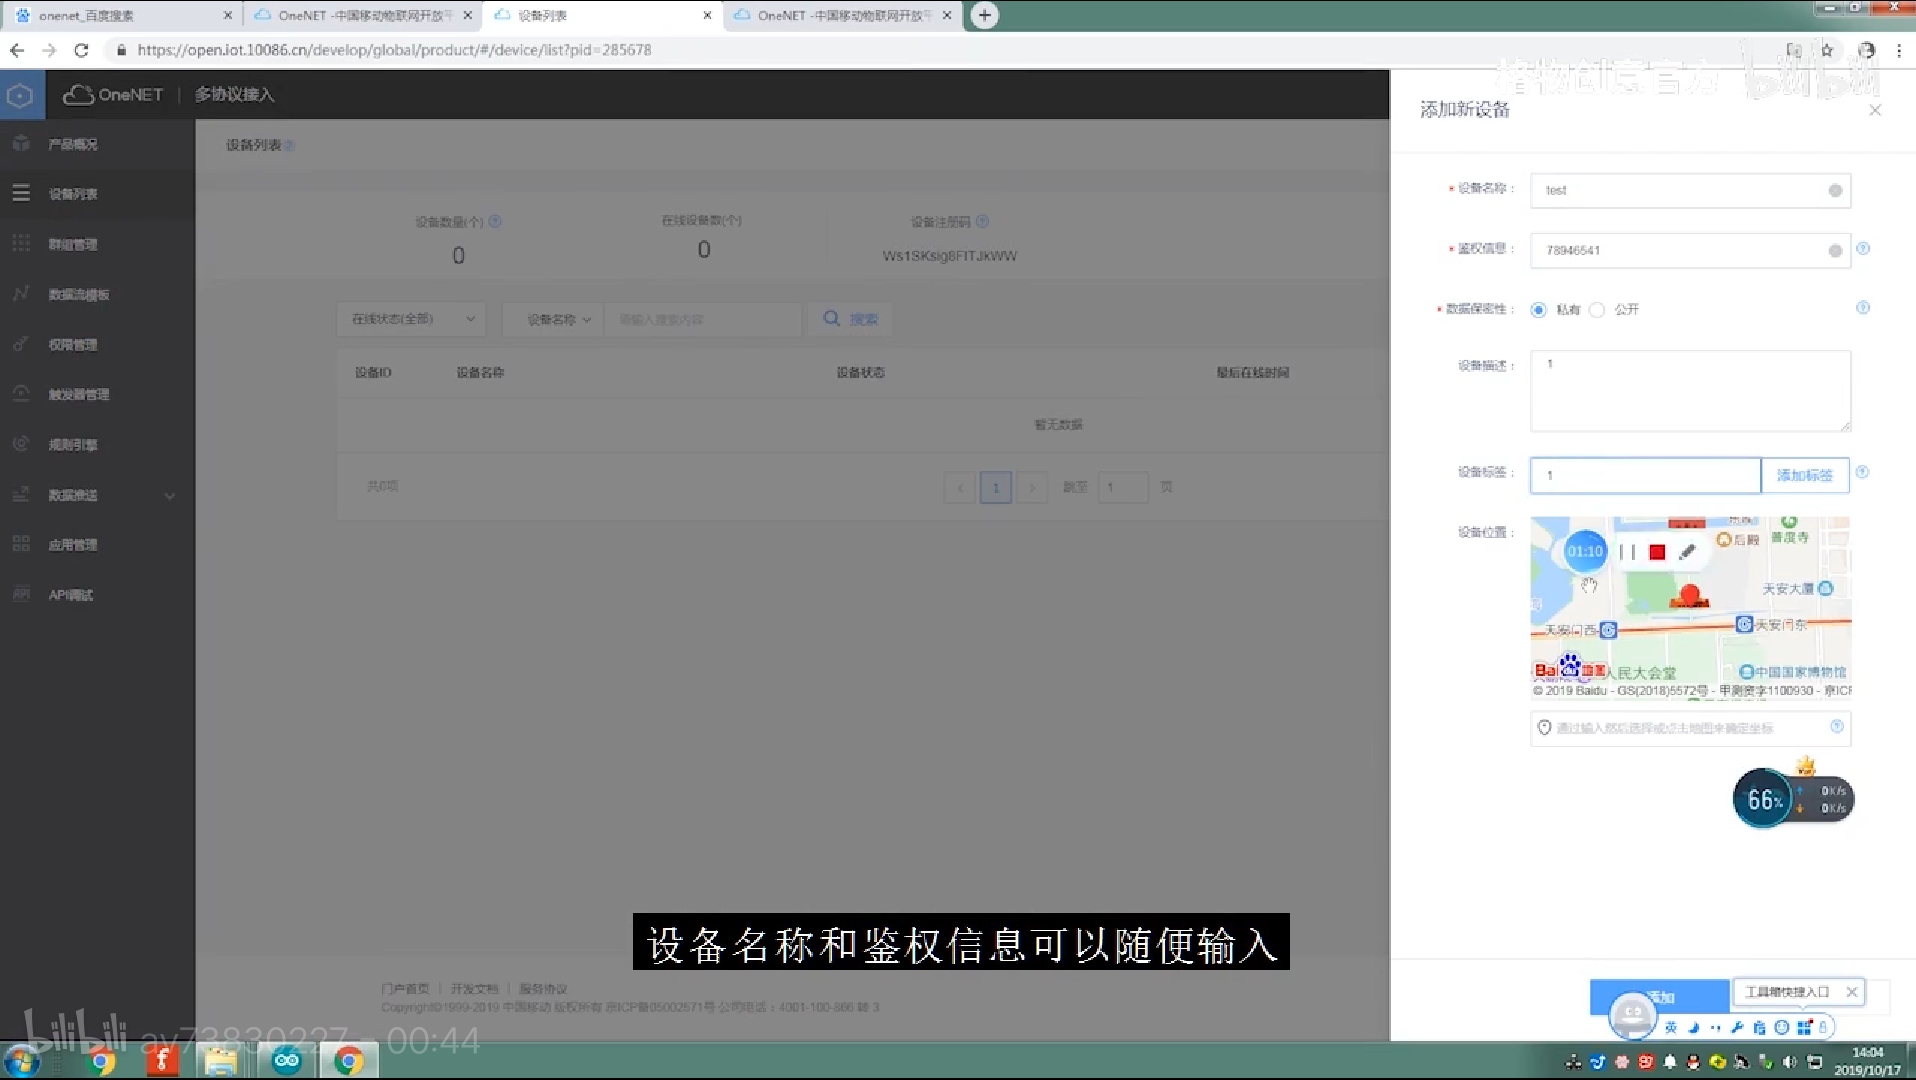 onenet_百度搜索
OneNET -中国移动物联网开放平
设备列表
OneNET -中国移动物联网开放平
https://open.iot.10086.cn/develop/global/product/#/device/list?pid=285678
格物创意官方 bilibili
OneNET | 多协议接入
添加新设备
产品概况
设备列表
群组管理
数据流模板
权限管理
触发器管理
规则引擎
数据推送
应用管理
API调试
设备列表
设备数量(个)
0
在线设备数(个)
0
设备注册码
Ws1SKsig8FITJkWW
在线状态(全部)
设备名称
请输入搜索内容
搜索
设备ID 设备名称 设备状态 最后在线时间
暂无数据
共0项
1
跳至 1 页
* 设备名称： test
* 鉴权信息： 78946541
* 数据保密性： 私有 公开
设备描述： 1
设备标签： 1 添加标签
设备位置：
01:10
后殿
普度寺
天安大厦
天安门西
天安门东
Bai 地图
人民大会堂
中国国家博物馆
© 2019 Baidu - GS(2018)5572号 - 甲测资字1100930 - 京ICP
通过输入然后选择或点击地图来确定坐标
66%
0K/s
0K/s
设备名称和鉴权信息可以随便输入
门户首页 | 开发文档 | 服务协议
Copyright©1999-2019 中国移动 版权所有 京ICP备05002571号 公司电话：4001-100-866 转 3
添加
工具箱快捷入口
英
bilibili av73830227 - 00:44
14:04
2019/10/17